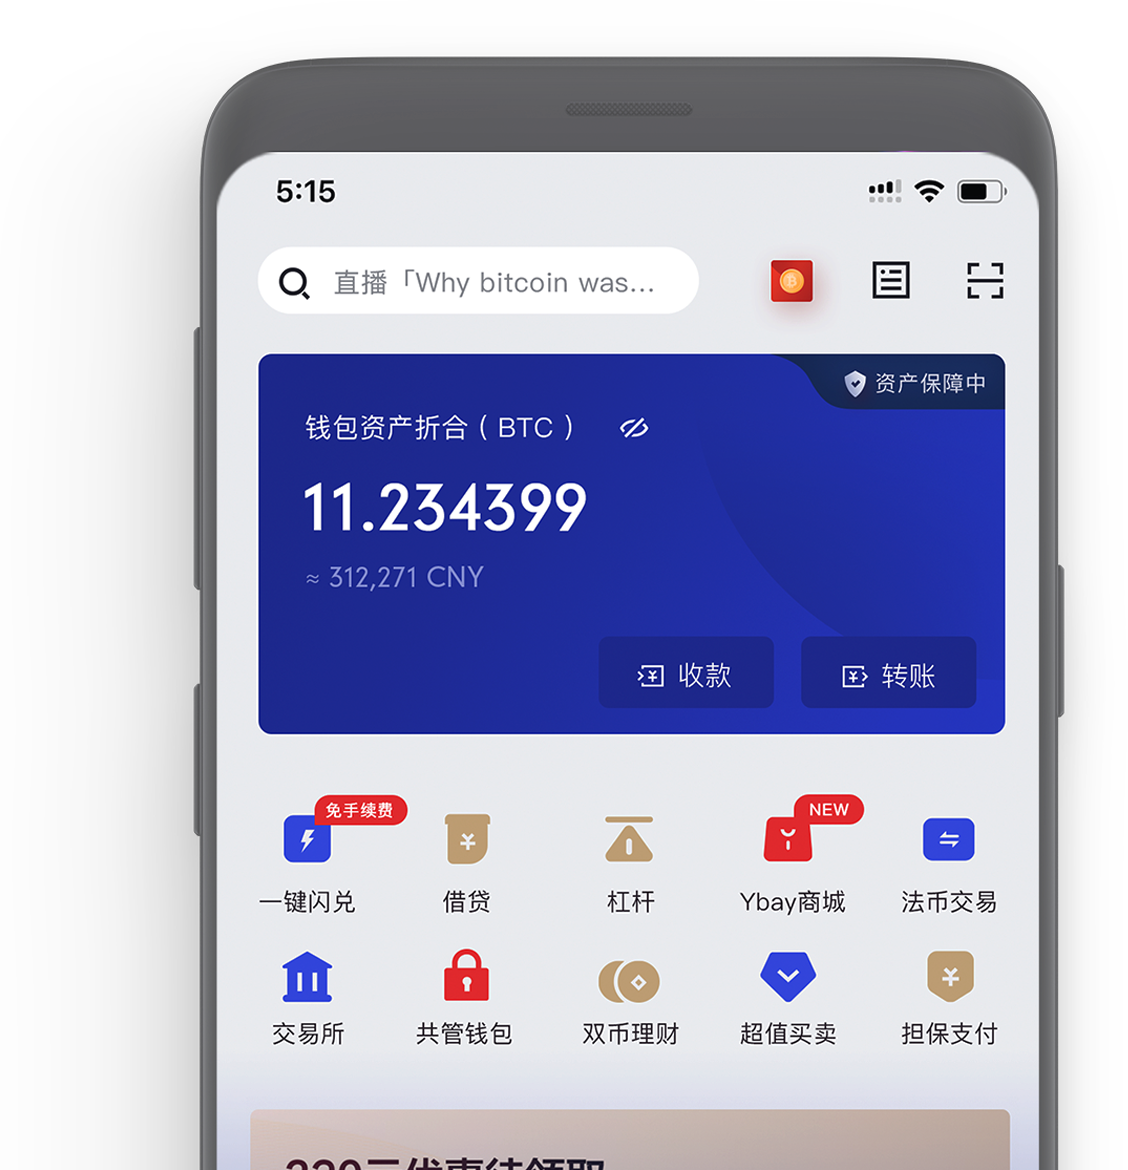 5:15
直播「Why bitcoin was...
资产保障中
钱包资产折合（BTC）
11.234399
≈ 312,271 CNY
收款 转账
免手续费 NEW
一键闪兑 借贷 杠杆 Ybay商城 法币交易
交易所 共管钱包 双币理财 超值买卖 担保支付